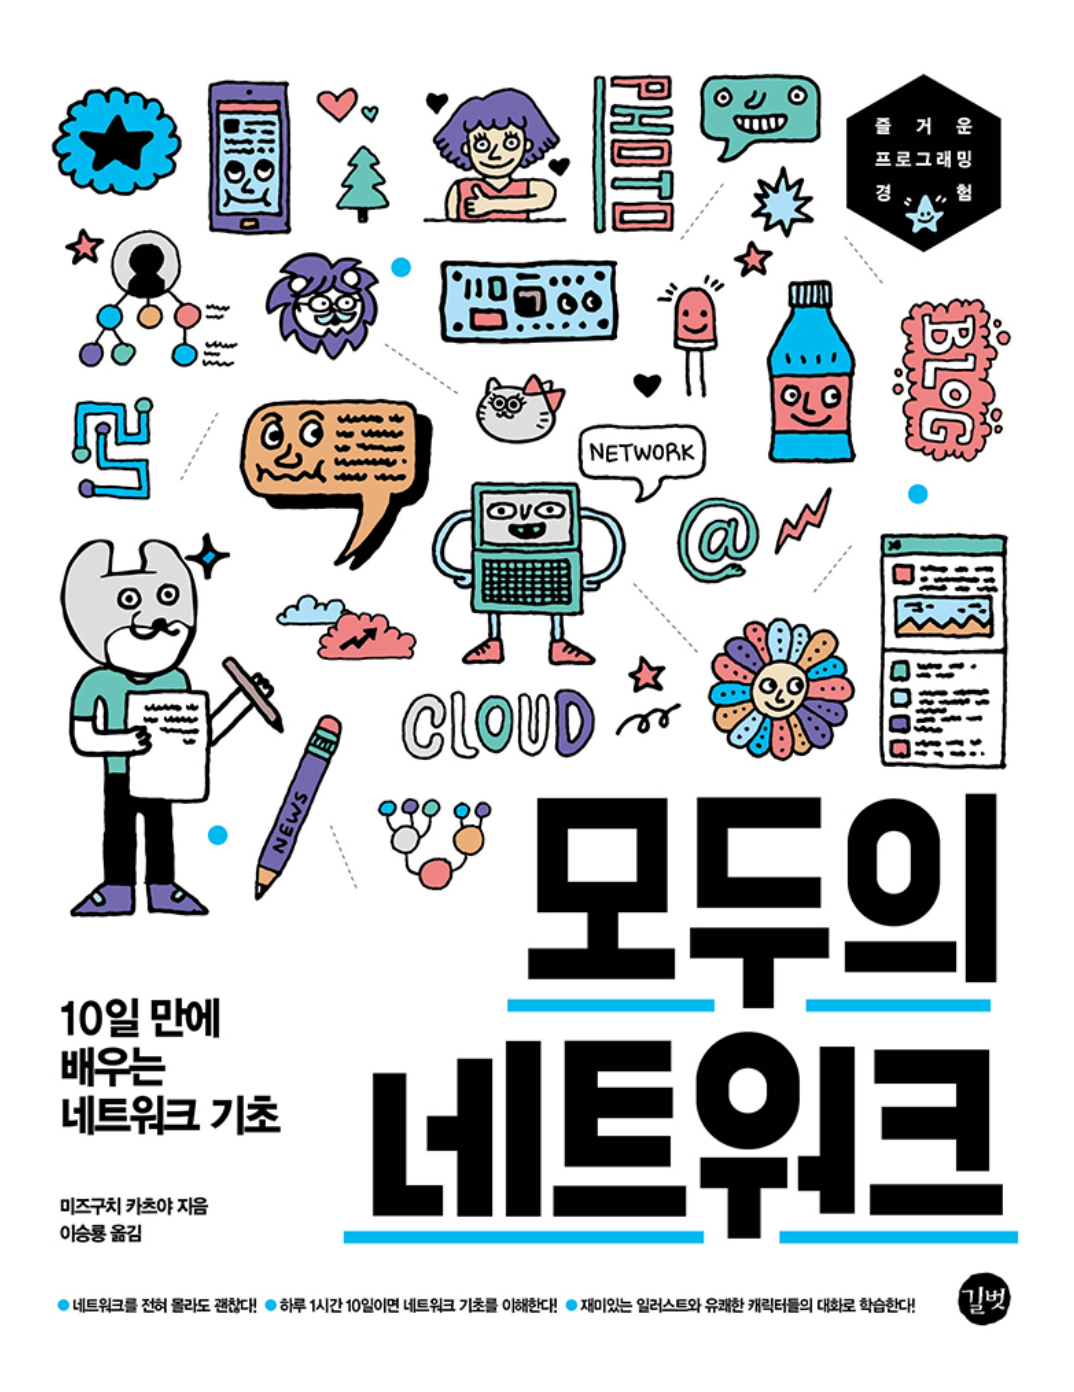 즐거운
프로그래밍
경험
PHOTO
BLOG
NETWORK
@
CLOUD
NEWS
모두의
네트워크
10일 만에
배우는
네트워크 기초
미즈구치 카츠야 지음
이승룡 옮김
● 네트워크를 전혀 몰라도 괜찮다! ● 하루 1시간 10일이면 네트워크 기초를 이해한다! ● 재미있는 일러스트와 유쾌한 캐릭터들의 대화로 학습한다!
길벗